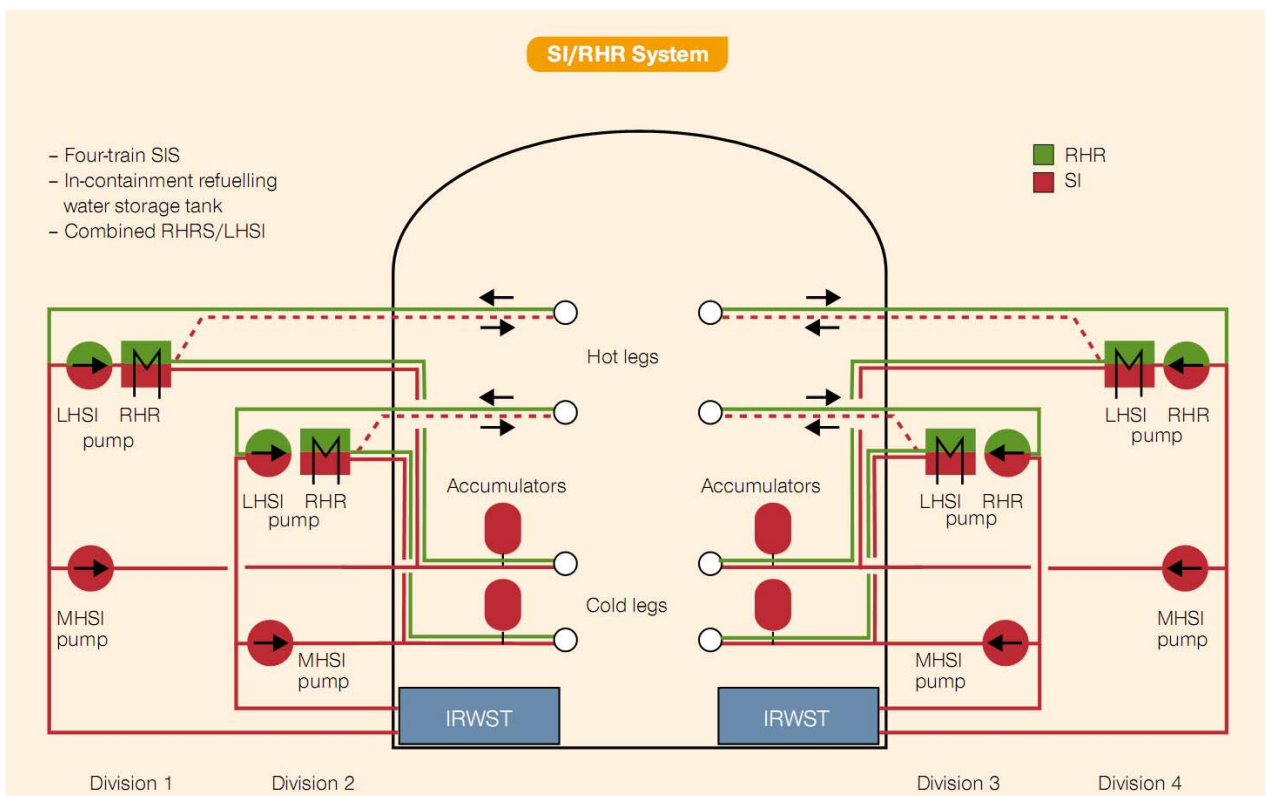 SI/RHR System
– Four-train SIS
– In-containment refuelling
water storage tank
– Combined RHRS/LHSI
RHR
SI
Hot legs
LHSI RHR
pump
LHSI RHR
pump
LHSI RHR
pump
LHSI RHR
pump
Accumulators
Accumulators
MHSI
pump
Cold legs
MHSI
pump
MHSI
pump
MHSI
pump
IRWST
IRWST
Division 1
Division 2
Division 3
Division 4